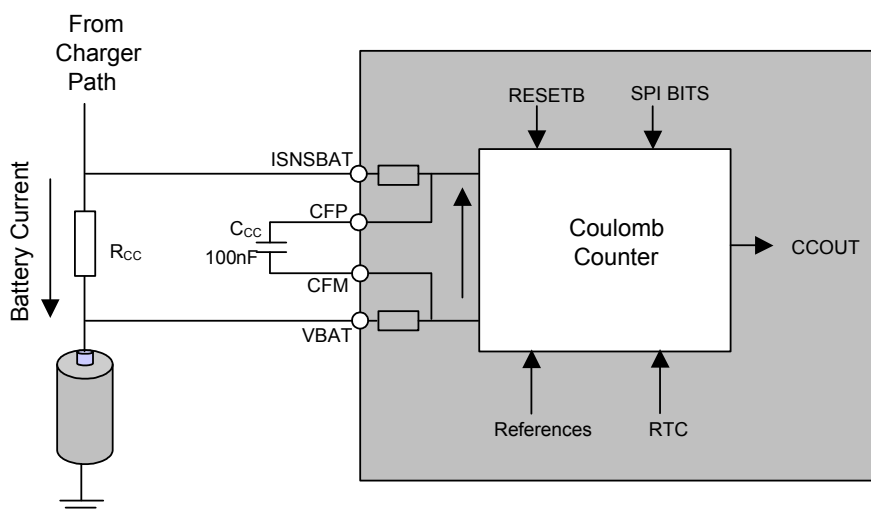 From
Charger
Path
RESETB
SPI BITS
ISNSBAT
CFP
Battery Current
RCC
CCC
100nF
Coulomb
Counter
CCOUT
CFM
VBAT
References
RTC